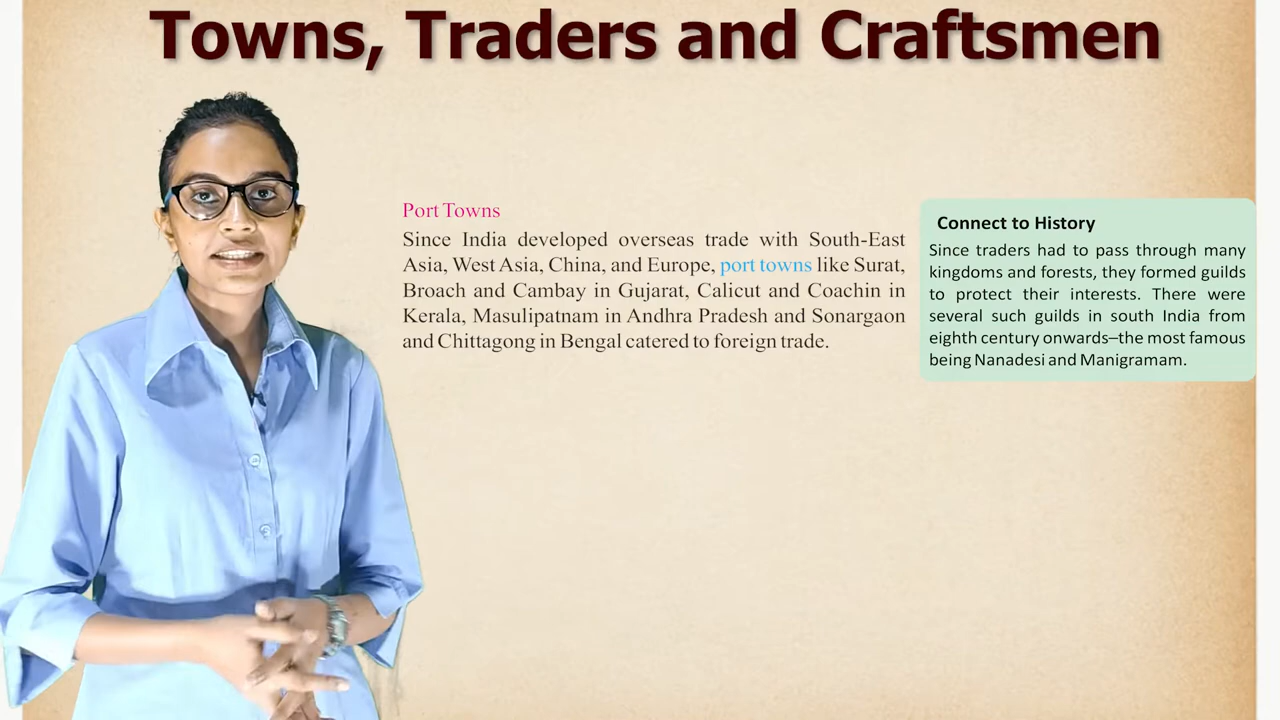 Towns, Traders and Craftsmen
Port Towns
Since India developed overseas trade with South-East
Asia, West Asia, China, and Europe, port towns like Surat,
Broach and Cambay in Gujarat, Calicut and Coachin in
Kerala, Masulipatnam in Andhra Pradesh and Sonargaon
and Chittagong in Bengal catered to foreign trade.
Connect to History
Since traders had to pass through many
kingdoms and forests, they formed guilds
to protect their interests. There were
several such guilds in south India from
eighth century onwards–the most famous
being Nanadesi and Manigramam.